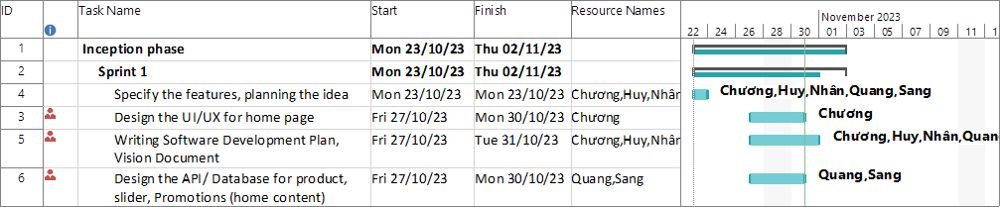 ID Task Name Start Finish Resource Names
November 2023
22 24 26 28 30 01 03 05 07 09 11 1
1 Inception phase Mon 23/10/23 Thu 02/11/23
2 Sprint 1 Mon 23/10/23 Thu 02/11/23
4 Specify the features, planning the idea Mon 23/10/23 Mon 23/10/23 Chương,Huy,Nhân Chương,Huy,Nhân,Quang,Sang
3 Design the UI/UX for home page Fri 27/10/23 Mon 30/10/23 Chương Chương
5 Writing Software Development Plan, Fri 27/10/23 Tue 31/10/23 Chương,Huy,Nhân Chương,Huy,Nhân,Quan
Vision Document
6 Design the API/ Database for product, Fri 27/10/23 Mon 30/10/23 Quang,Sang Quang,Sang
slider, Promotions (home content)